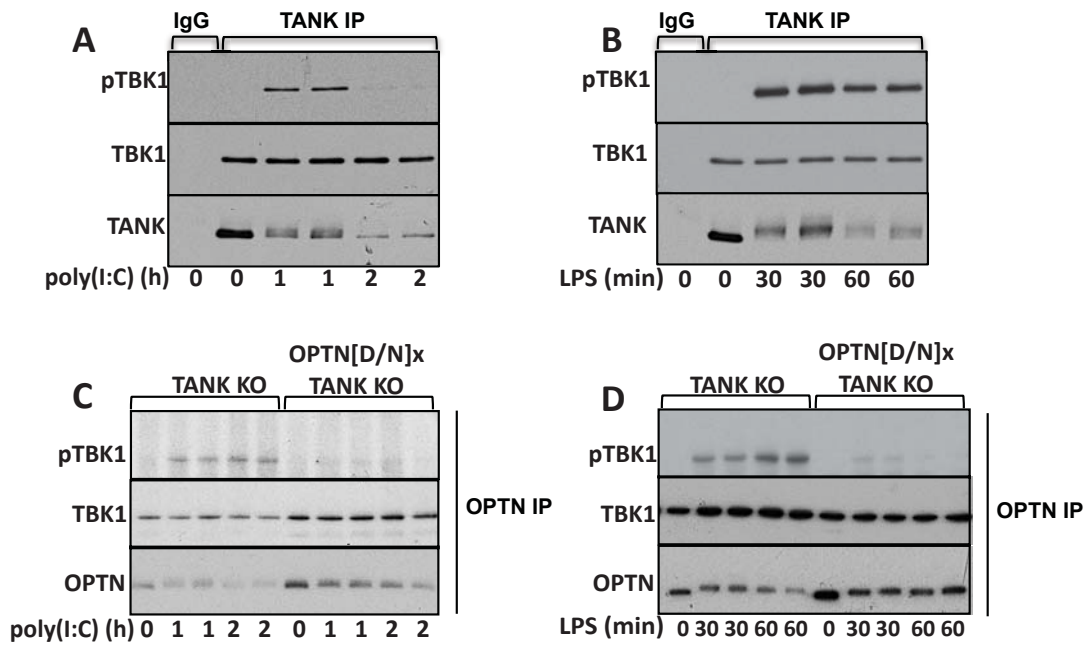 A
IgG TANK IP
pTBK1
TBK1
TANK
poly(I:C) (h) 0 0 1 1 2 2
B
IgG TANK IP
pTBK1
TBK1
TANK
LPS (min) 0 0 30 30 60 60
C
OPTN[D/N]x
TANK KO TANK KO
pTBK1
TBK1
OPTN
OPTN IP
poly(I:C) (h) 0 1 1 2 2 0 1 1 2 2
D
OPTN[D/N]x
TANK KO TANK KO
pTBK1
TBK1
OPTN
OPTN IP
LPS (min) 0 30 30 60 60 0 30 30 60 60